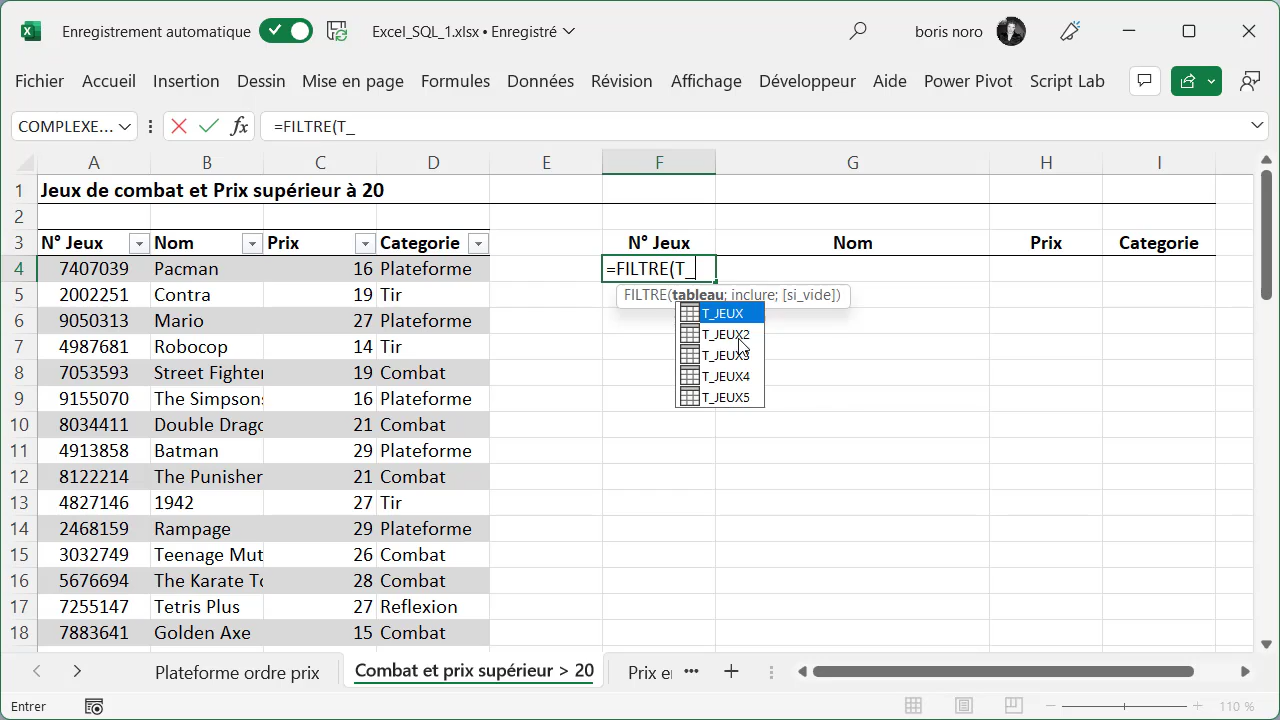 Enregistrement automatique Excel_SQL_1.xlsx • Enregistré boris noro
Fichier Accueil Insertion Dessin Mise en page Formules Données Révision Affichage Développeur Aide Power Pivot Script Lab
COMPLEXE... fx =FILTRE(T_
A B C D E F G H I
1 Jeux de combat et Prix supérieur à 20
2
3 N° Jeux Nom Prix Categorie N° Jeux Nom Prix Categorie
4 7407039 Pacman 16 Plateforme =FILTRE(T_
5 2002251 Contra 19 Tir FILTRE(tableau; inclure; [si_vide])
6 9050313 Mario 27 Plateforme T_JEUX
7 4987681 Robocop 14 Tir T_JEUX2
T_JEUX3
8 7053593 Street Fighter 19 Combat T_JEUX4
9 9155070 The Simpsons 16 Plateforme T_JEUX5
10 8034411 Double Drago 21 Combat
11 4913858 Batman 29 Plateforme
12 8122214 The Punisher 21 Combat
13 4827146 1942 27 Tir
14 2468159 Rampage 29 Plateforme
15 3032749 Teenage Mut 26 Combat
16 5676694 The Karate To 28 Combat
17 7255147 Tetris Plus 27 Reflexion
18 7883641 Golden Axe 15 Combat
Plateforme ordre prix Combat et prix supérieur > 20 Prix e
Entrer 110 %